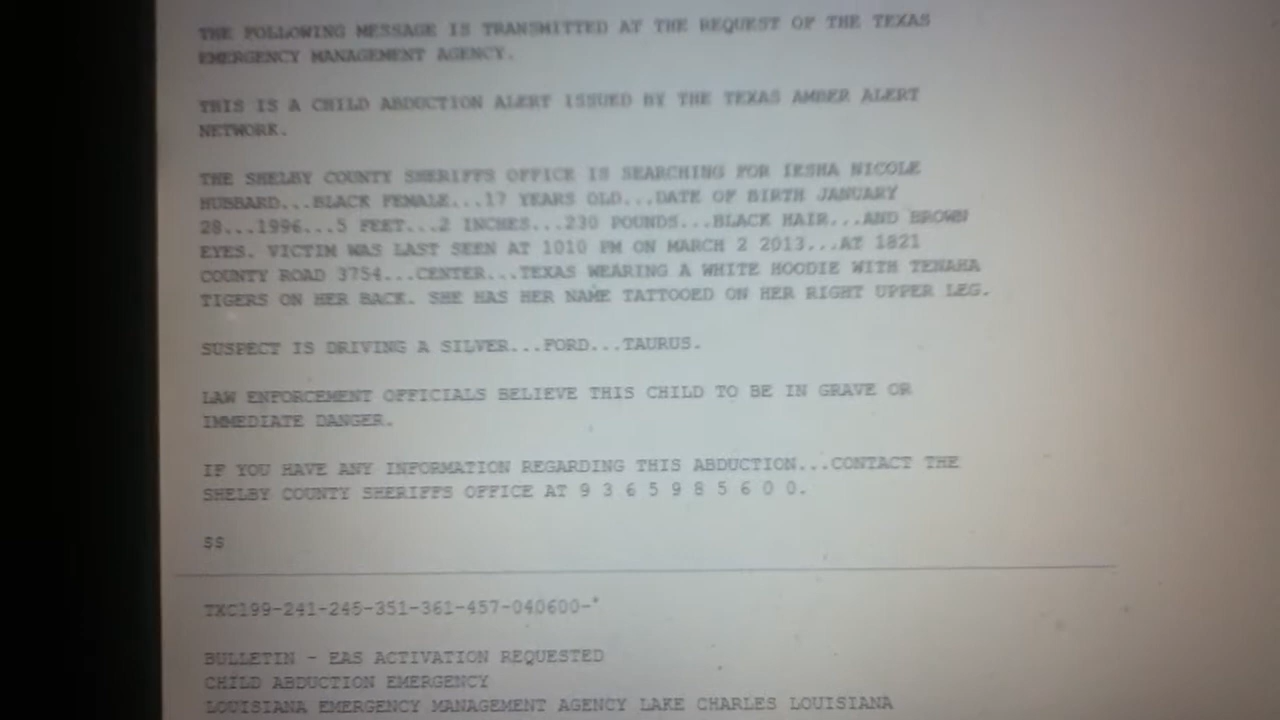 THE FOLLOWING MESSAGE IS TRANSMITTED AT THE REQUEST OF THE TEXAS
EMERGENCY MANAGEMENT AGENCY.
THIS IS A CHILD ABDUCTION ALERT ISSUED BY THE TEXAS AMBER ALERT
NETWORK.
THE SHELBY COUNTY SHERIFFS OFFICE IS SEARCHING FOR IESHA NICOLE
HUBBARD...BLACK FEMALE...17 YEARS OLD...DATE OF BIRTH JANUARY
28...1996...5 FEET...2 INCHES...230 POUNDS...BLACK HAIR...AND BROWN
EYES. VICTIM WAS LAST SEEN AT 1010 PM ON MARCH 2 2013...AT 1821
COUNTY ROAD 3754...CENTER...TEXAS WEARING A WHITE HOODIE WITH TENAHA
TIGERS ON HER BACK. SHE HAS HER NAME TATTOOED ON HER RIGHT UPPER LEG.
SUSPECT IS DRIVING A SILVER...FORD...TAURUS.
LAW ENFORCEMENT OFFICIALS BELIEVE THIS CHILD TO BE IN GRAVE OR
IMMEDIATE DANGER.
IF YOU HAVE ANY INFORMATION REGARDING THIS ABDUCTION...CONTACT THE
SHELBY COUNTY SHERIFFS OFFICE AT 9 3 6 5 9 8 5 6 0 0.
$$
TXC199-241-245-351-361-457-040600-*
BULLETIN - EAS ACTIVATION REQUESTED
CHILD ABDUCTION EMERGENCY
LOUISIANA EMERGENCY MANAGEMENT AGENCY LAKE CHARLES LOUISIANA